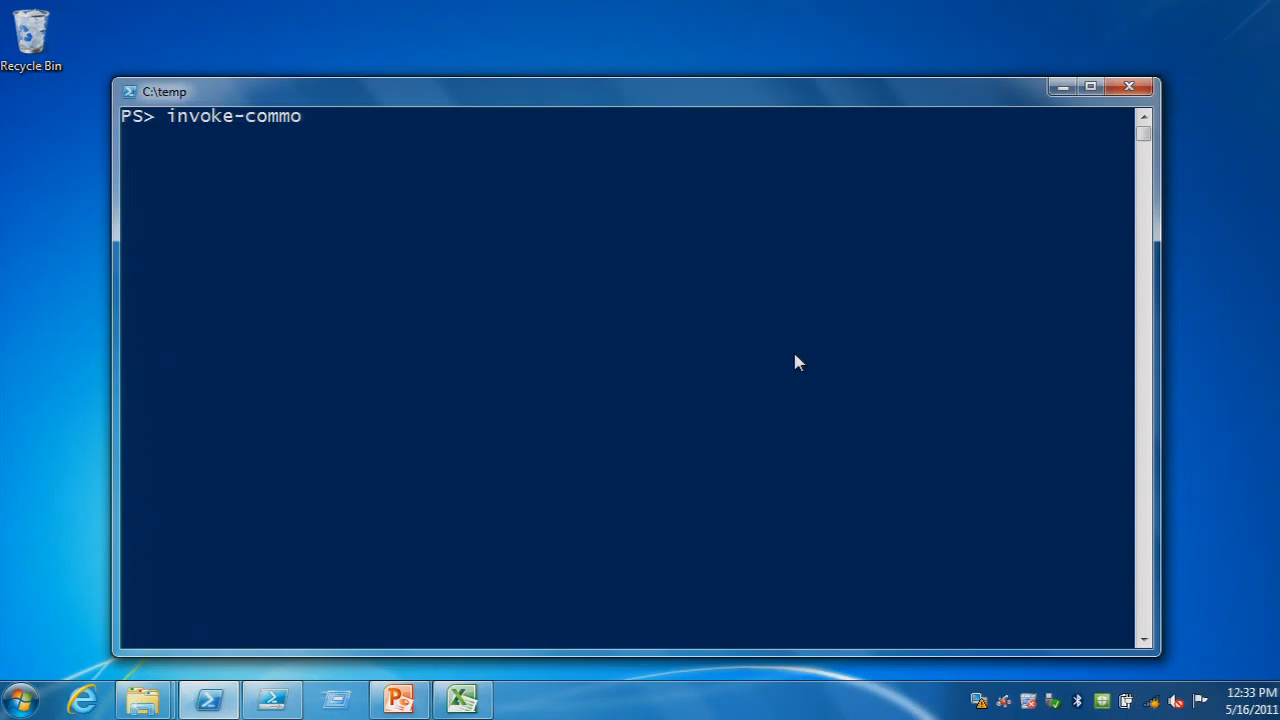 Recycle Bin
C:\temp
PS> invoke-commo
12:33 PM
5/16/2011